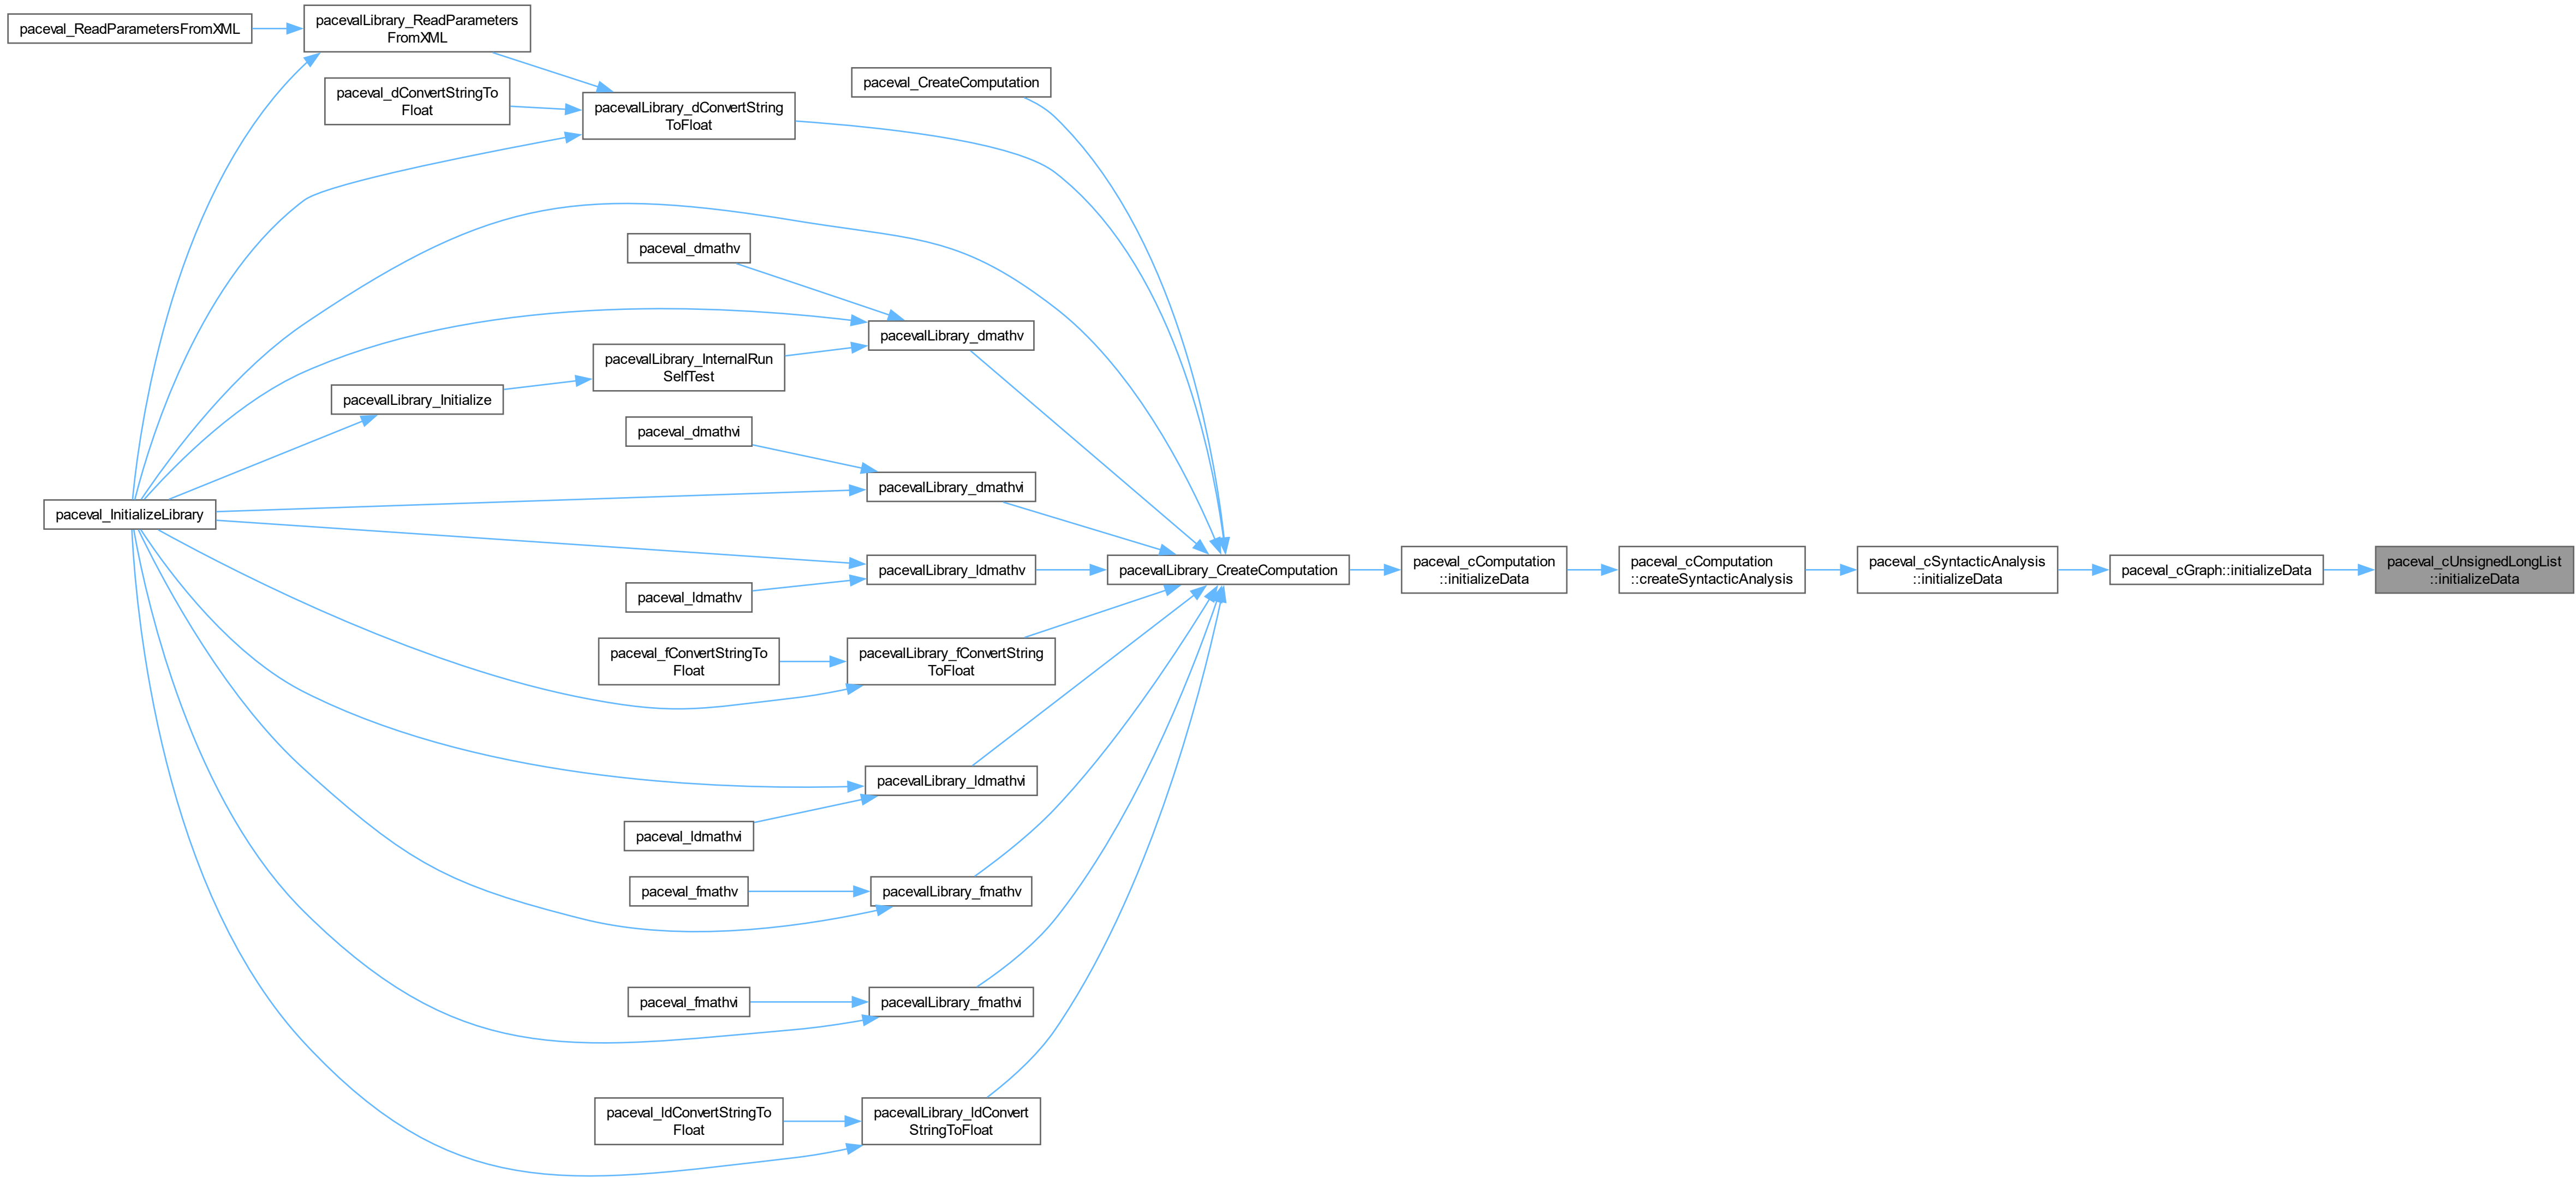 paceval_ReadParametersFromXML
pacevalLibrary_ReadParameters
FromXML
paceval_CreateComputation
paceval_dConvertStringTo
Float
pacevalLibrary_dConvertString
ToFloat
paceval_dmathv
pacevalLibrary_dmathv
pacevalLibrary_InternalRun
SelfTest
pacevalLibrary_Initialize
paceval_dmathvi
pacevalLibrary_dmathvi
paceval_InitializeLibrary
pacevalLibrary_ldmathv
paceval_ldmathv
pacevalLibrary_CreateComputation
paceval_cComputation
::initializeData
paceval_cComputation
::createSyntacticAnalysis
paceval_cSyntacticAnalysis
::initializeData
paceval_cGraph::initializeData
paceval_cUnsignedLongList
::initializeData
paceval_fConvertStringTo
Float
pacevalLibrary_fConvertString
ToFloat
pacevalLibrary_ldmathvi
paceval_ldmathvi
paceval_fmathv
pacevalLibrary_fmathv
paceval_fmathvi
pacevalLibrary_fmathvi
paceval_ldConvertStringTo
Float
pacevalLibrary_ldConvert
StringToFloat